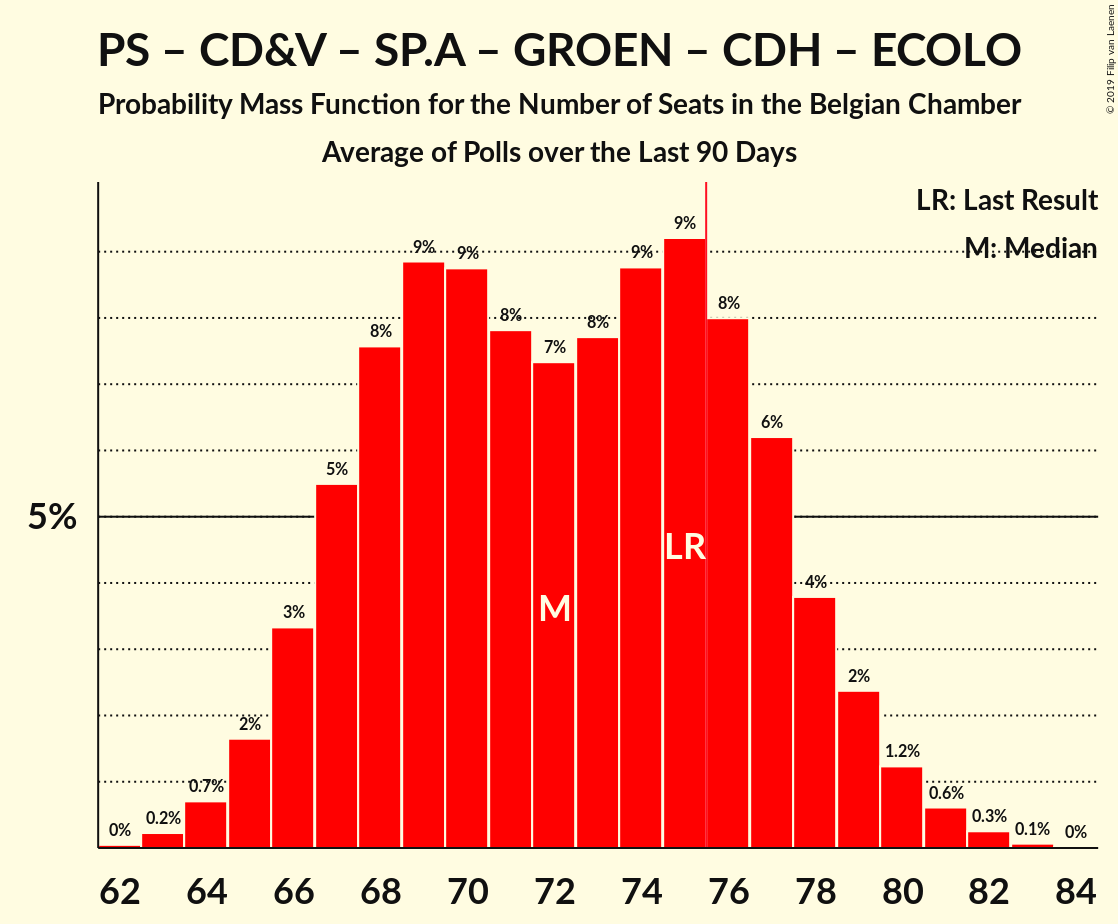 PS – CD&V – SP.A – GROEN – CDH – ECOLO
Probability Mass Function for the Number of Seats in the Belgian Chamber
Average of Polls over the Last 90 Days
© 2019 Filip van Laenen
LR: Last Result
M: Median
5%
0%
0.2%
0.7%
2%
3%
5%
8%
9%
9%
8%
7%
8%
9%
9%
8%
6%
4%
2%
1.2%
0.6%
0.3%
0.1%
0%
LR
M
62 64 66 68 70 72 74 76 78 80 82 84